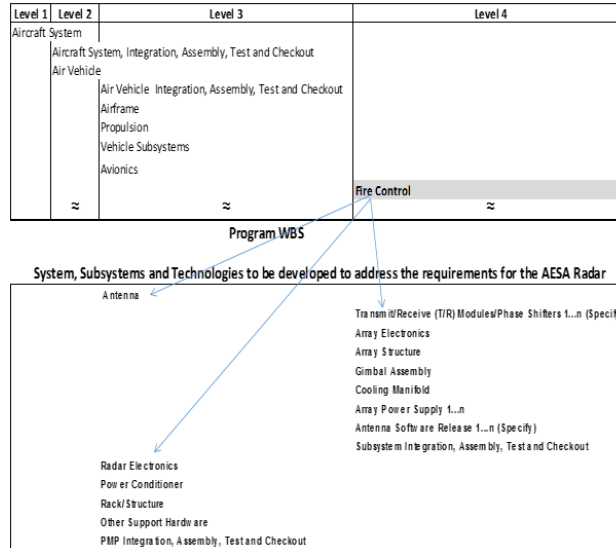 Level 1 Level 2 Level 3 Level 4
Aircraft System
Aircraft System, Integration, Assembly, Test and Checkout
Air Vehicle
Air Vehicle Integration, Assembly, Test and Checkout
Airframe
Propulsion
Vehicle Subsystems
Avionics
Fire Control
≈ ≈ ≈
Program WBS
System, Subsystems and Technologies to be developed to address the requirements for the AESA Radar
Antenna
Transmit/Receive (T/R) Modules/Phase Shifters 1...n (Specif
Array Electronics
Array Structure
Gimbal Assembly
Cooling Manifold
Array Power Supply 1...n
Antenna Software Release 1...n (Specify)
Subsystem Integration, Assembly, Test and Checkout
Radar Electronics
Power Conditioner
Rack/Structure
Other Support Hardware
PMP Integration, Assembly, Test and Checkout